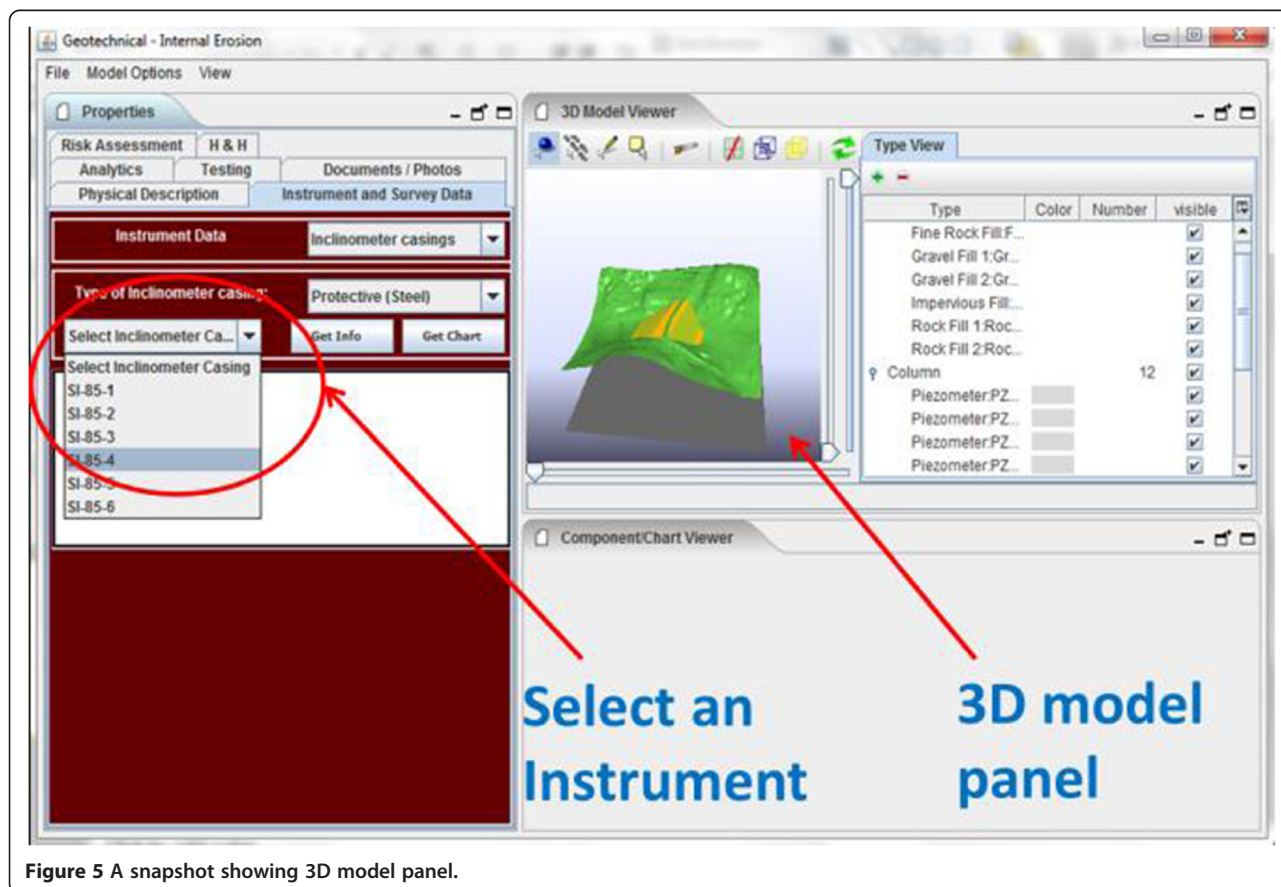 Geotechnical - Internal Erosion
File Model Options View
Properties
Risk Assessment H & H
Analytics Testing Documents / Photos
Physical Description Instrument and Survey Data
Instrument Data Inclinometer casings
Type of Inclinometer casing: Protective (Steel)
Select Inclinometer Ca... Get Info Get Chart
Select Inclinometer Casing
SI-85-1
SI-85-2
SI-85-3
SI-85-4
SI-85-5
SI-85-6
3D Model Viewer
Type View
Type Color Number visible
Fine Rock Fill:F...
Gravel Fill 1:Gr...
Gravel Fill 2:Gr...
Impervious Fill:...
Rock Fill 1:Roc...
Rock Fill 2:Roc...
Column 12
Piezometer:PZ...
Piezometer:PZ...
Piezometer:PZ...
Piezometer:PZ...
Component/Chart Viewer
Select an
Instrument
3D model
panel
Figure 5 A snapshot showing 3D model panel.